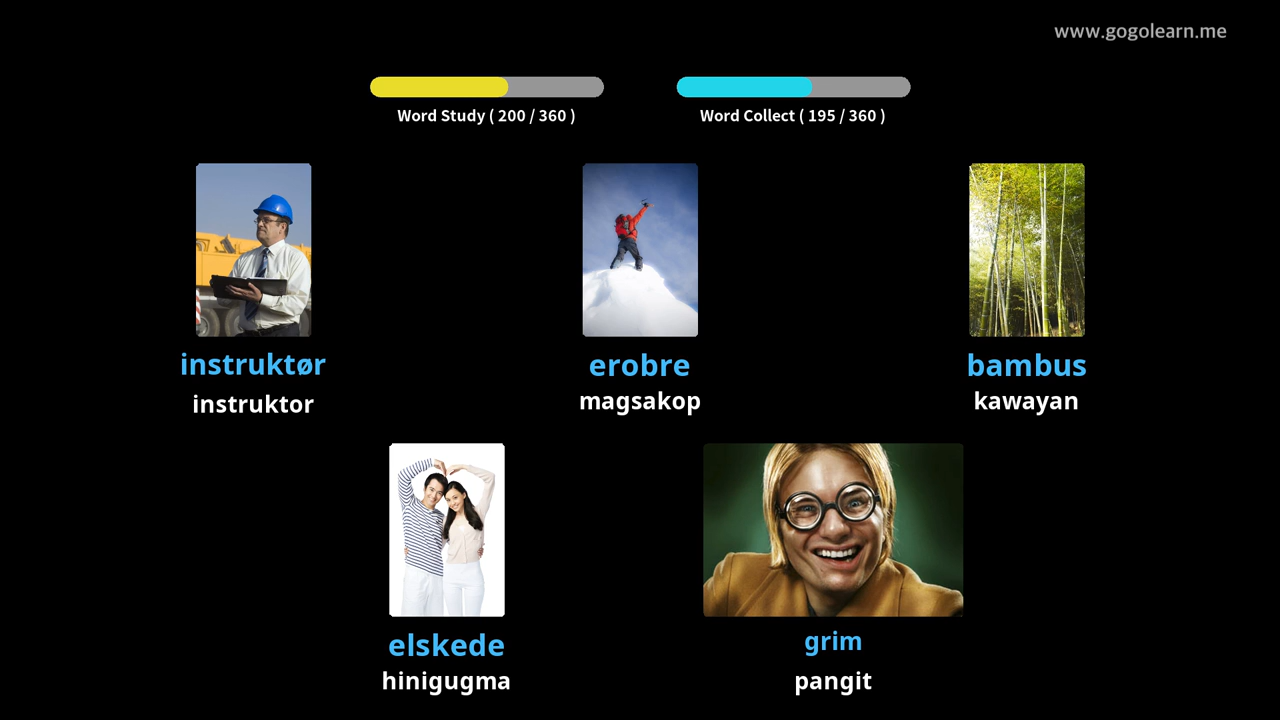 www.gogolearn.me
Word Study ( 200 / 360 )
Word Collect ( 195 / 360 )
instruktør
instruktor
erobre
magsakop
bambus
kawayan
elskede
hinigugma
grim
pangit